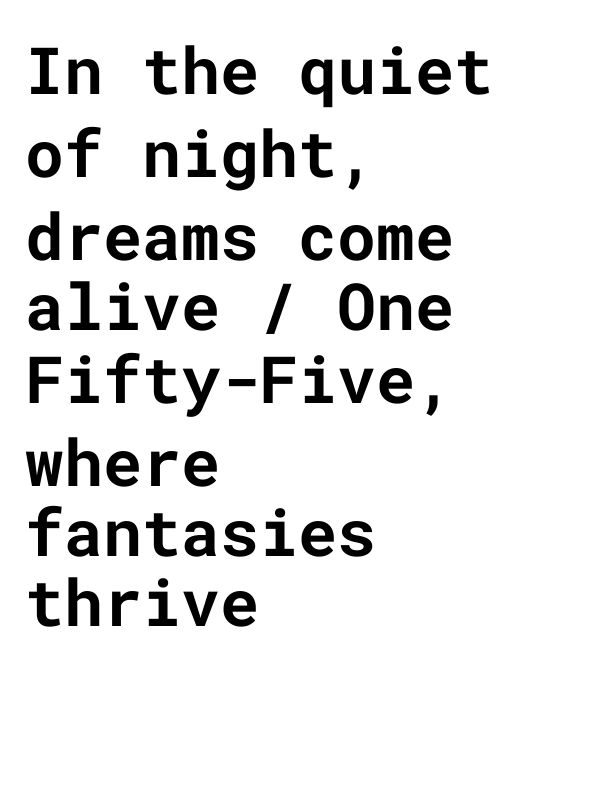 In the quiet
of night,
dreams come
alive / One
Fifty-Five,
where
fantasies
thrive